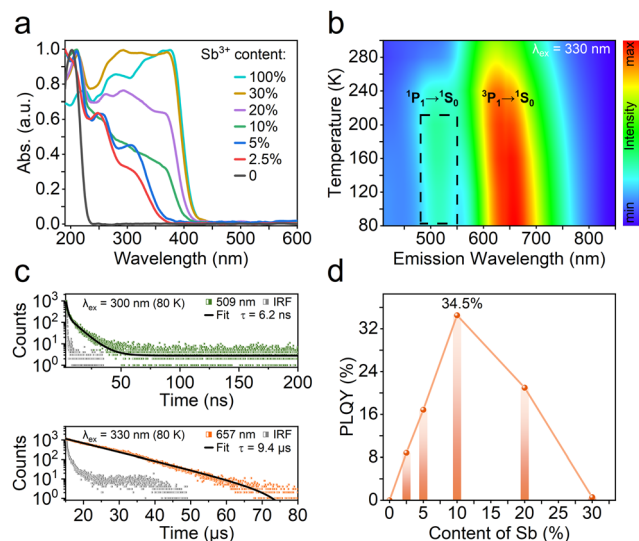 a
Sb³⁺ content:
100%
30%
20%
10%
5%
2.5%
0
1.0
0.8
0.6
0.4
0.2
0.0
Abs. (a.u.)
200 300 400 500 600
Wavelength (nm)
b
λex = 330 nm
¹P₁→¹S₀
³P₁→¹S₀
280
240
200
160
120
80
Temperature (K)
500 600 700 800
Emission Wavelength (nm)
max
Intensity
min
c
λex = 300 nm (80 K)
509 nm IRF
Fit τ = 6.2 ns
10³
10²
10¹
10⁰
Counts
50 100 150 200
Time (ns)
λex = 330 nm (80 K)
657 nm IRF
Fit τ = 9.4 μs
10³
10²
10¹
10⁰
Counts
20 30 40 50 60 70 80
Time (μs)
d
34.5%
32
24
16
8
0
PLQY (%)
0 5 10 15 20 25 30
Content of Sb (%)